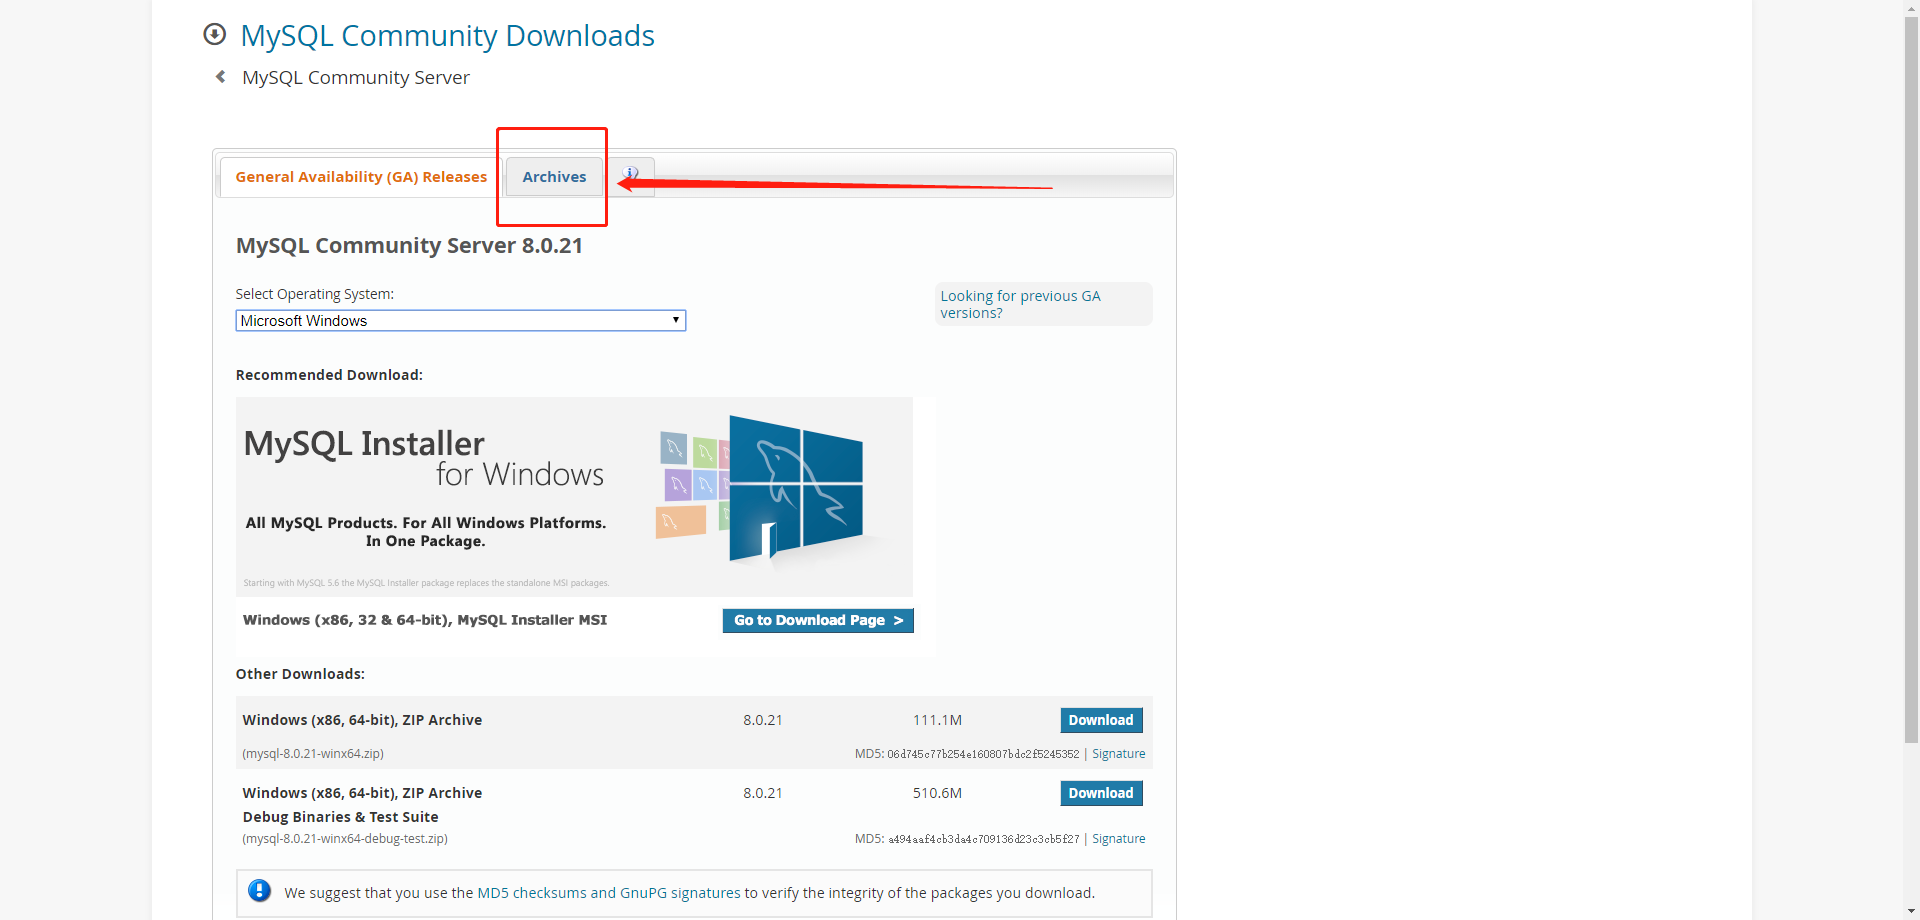 MySQL Community Downloads
MySQL Community Server
General Availability (GA) Releases
Archives
MySQL Community Server 8.0.21
Select Operating System:
Microsoft Windows
Looking for previous GA
versions?
Recommended Download:
MySQL Installer
for Windows
All MySQL Products. For All Windows Platforms.
In One Package.
Starting with MySQL 5.6 the MySQL Installer package replaces the standalone MSI packages.
Windows (x86, 32 & 64-bit), MySQL Installer MSI
Go to Download Page >
Other Downloads:
Windows (x86, 64-bit), ZIP Archive 8.0.21 111.1M Download
(mysql-8.0.21-winx64.zip) MD5: 06d745c77b254e160807bdc2f5245352 | Signature
Windows (x86, 64-bit), ZIP Archive 8.0.21 510.6M Download
Debug Binaries & Test Suite
(mysql-8.0.21-winx64-debug-test.zip) MD5: a494aaf4cb3da4c709136d23c3cb5f27 | Signature
We suggest that you use the MD5 checksums and GnuPG signatures to verify the integrity of the packages you download.